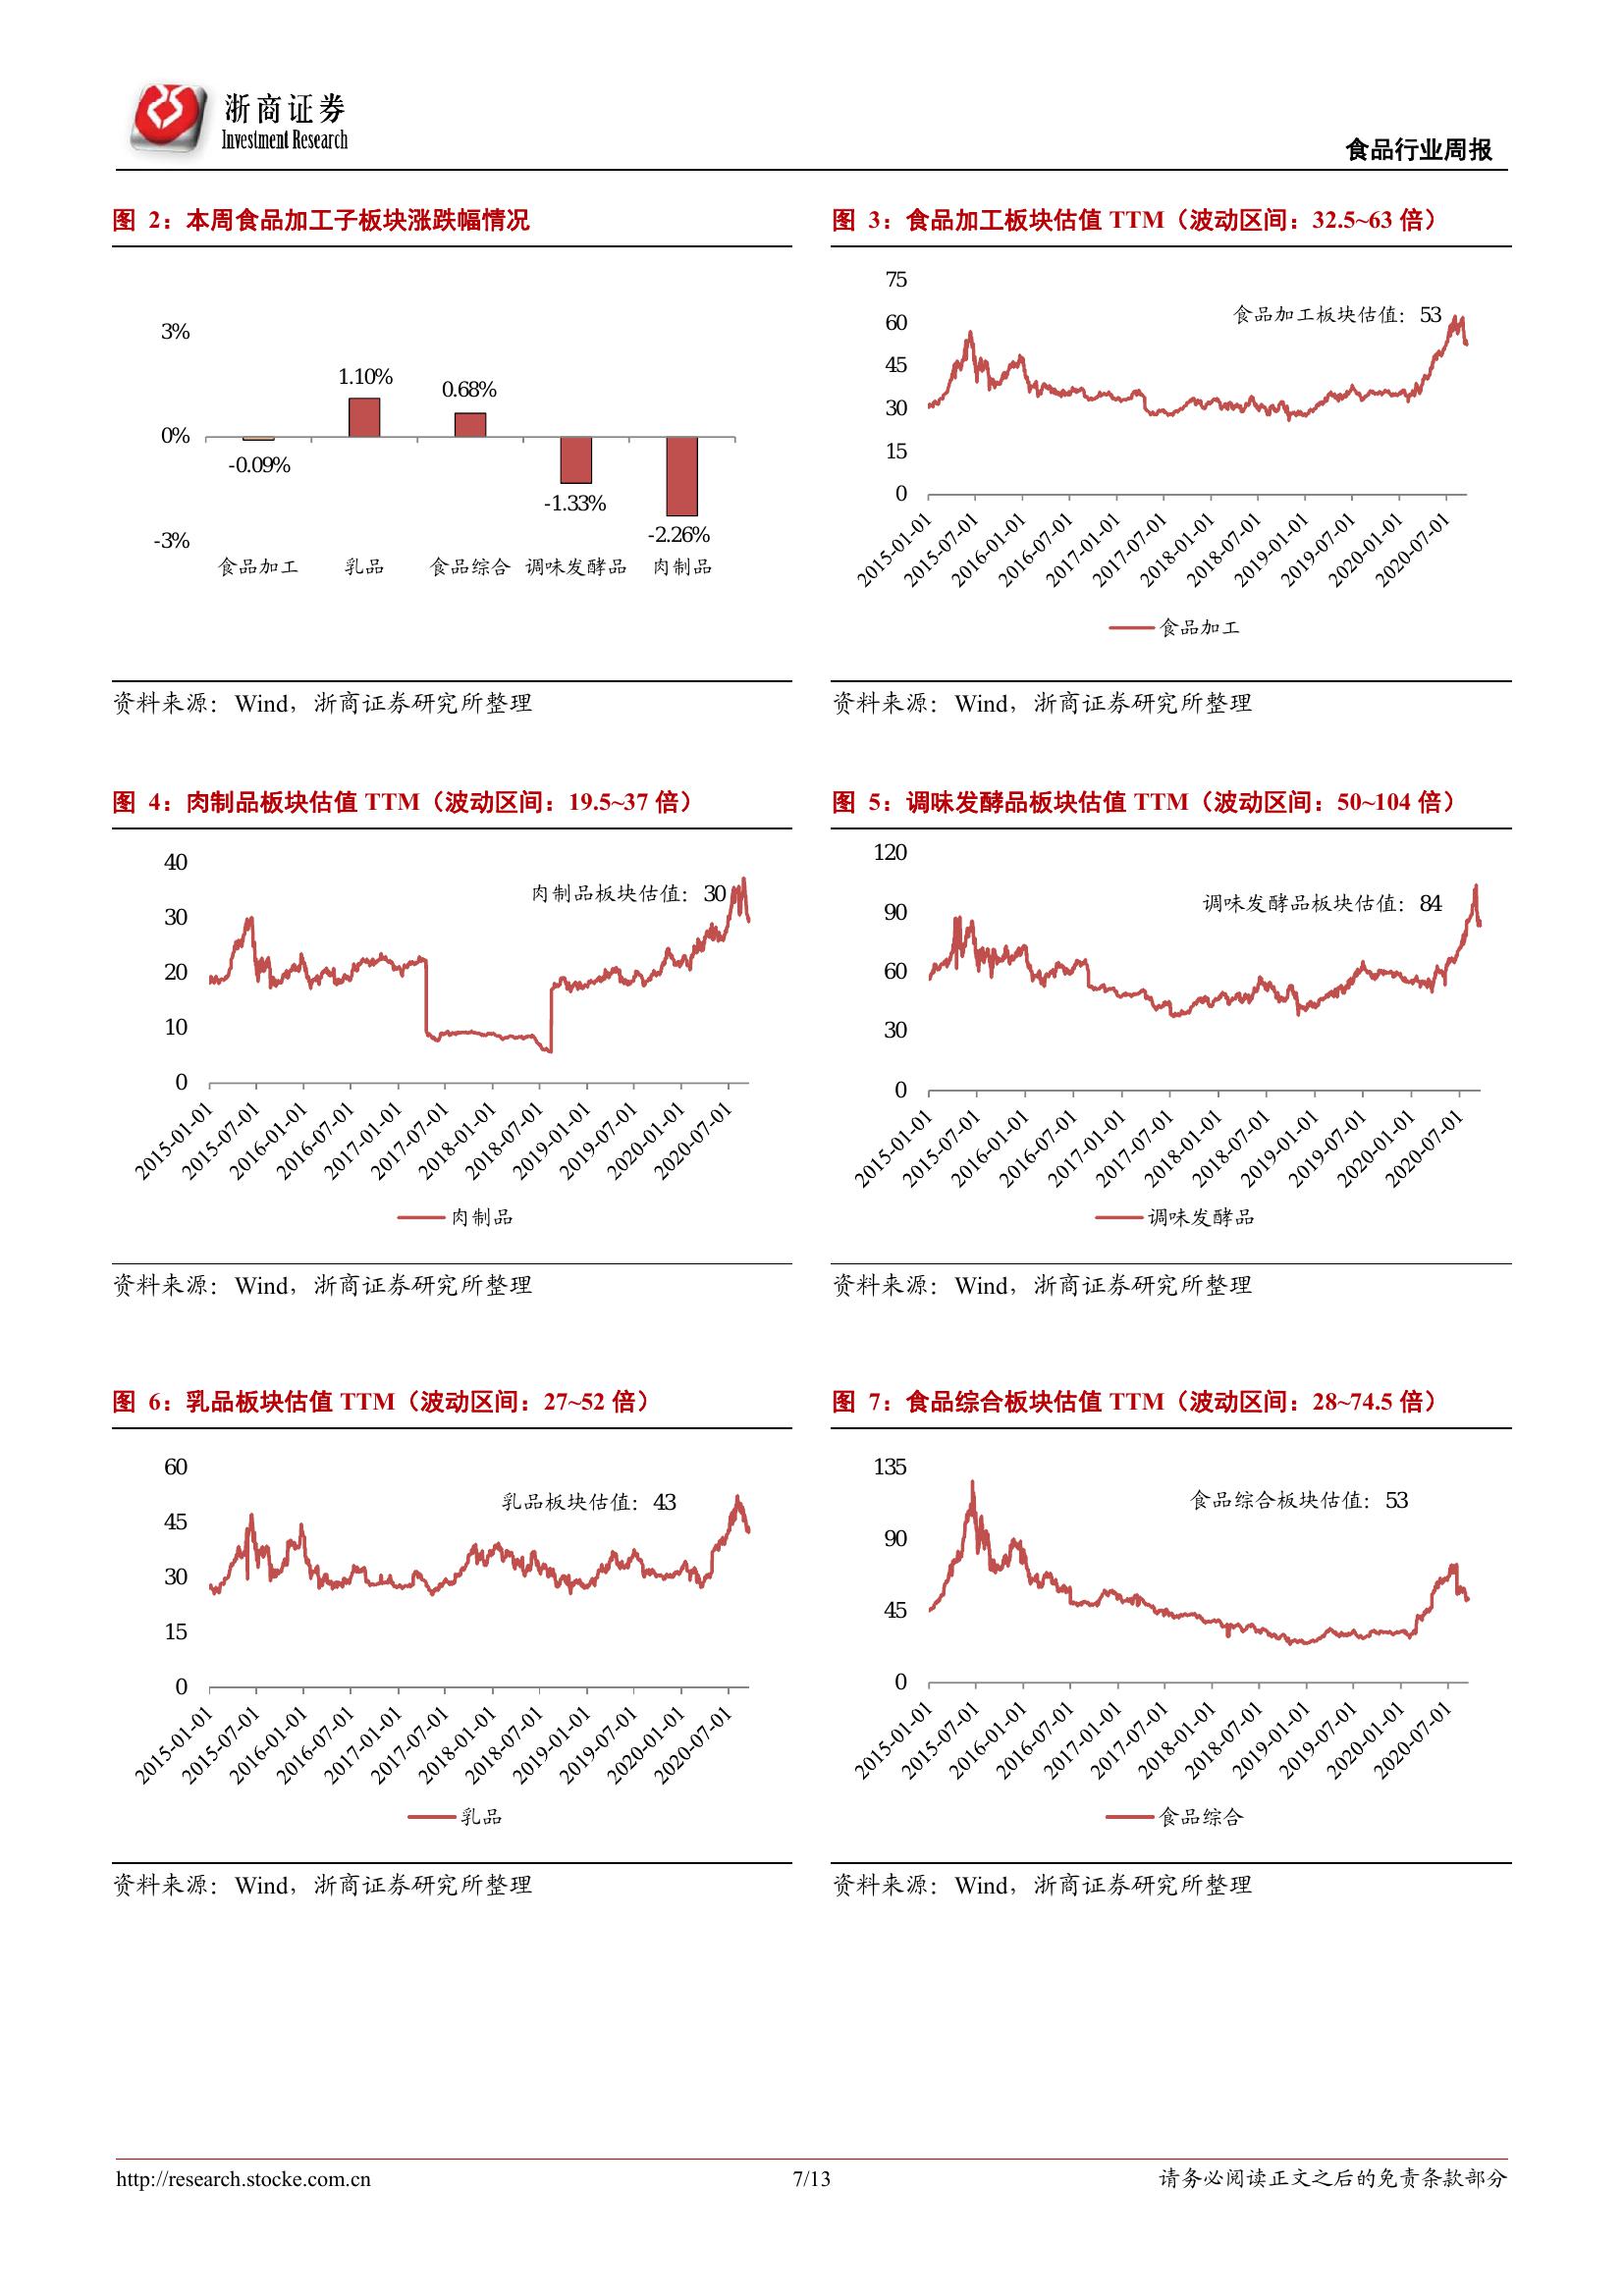 浙商证券
Investment Research
食品行业周报
图 2：本周食品加工子板块涨跌幅情况
3%
0%
-3%
-0.09%
1.10%
0.68%
-1.33%
-2.26%
食品加工 乳品 食品综合 调味发酵品 肉制品
资料来源：Wind，浙商证券研究所整理
图 3：食品加工板块估值 TTM（波动区间：32.5~63 倍）
75
60
45
30
15
0
食品加工板块估值：53
2015-01-01 2015-07-01 2016-01-01 2016-07-01 2017-01-01 2017-07-01 2018-01-01 2018-07-01 2019-01-01 2019-07-01 2020-01-01 2020-07-01
食品加工
资料来源：Wind，浙商证券研究所整理
图 4：肉制品板块估值 TTM（波动区间：19.5~37 倍）
40
30
20
10
0
肉制品板块估值：30
2015-01-01 2015-07-01 2016-01-01 2016-07-01 2017-01-01 2017-07-01 2018-01-01 2018-07-01 2019-01-01 2019-07-01 2020-01-01 2020-07-01
肉制品
资料来源：Wind，浙商证券研究所整理
图 5：调味发酵品板块估值 TTM（波动区间：50~104 倍）
120
90
60
30
0
调味发酵品板块估值：84
2015-01-01 2015-07-01 2016-01-01 2016-07-01 2017-01-01 2017-07-01 2018-01-01 2018-07-01 2019-01-01 2019-07-01 2020-01-01 2020-07-01
调味发酵品
资料来源：Wind，浙商证券研究所整理
图 6：乳品板块估值 TTM（波动区间：27~52 倍）
60
45
30
15
0
乳品板块估值：43
2015-01-01 2015-07-01 2016-01-01 2016-07-01 2017-01-01 2017-07-01 2018-01-01 2018-07-01 2019-01-01 2019-07-01 2020-01-01 2020-07-01
乳品
资料来源：Wind，浙商证券研究所整理
图 7：食品综合板块估值 TTM（波动区间：28~74.5 倍）
135
90
45
0
食品综合板块估值：53
2015-01-01 2015-07-01 2016-01-01 2016-07-01 2017-01-01 2017-07-01 2018-01-01 2018-07-01 2019-01-01 2019-07-01 2020-01-01 2020-07-01
食品综合
资料来源：Wind，浙商证券研究所整理
http://research.stocke.com.cn
7/13
请务必阅读正文之后的免责条款部分